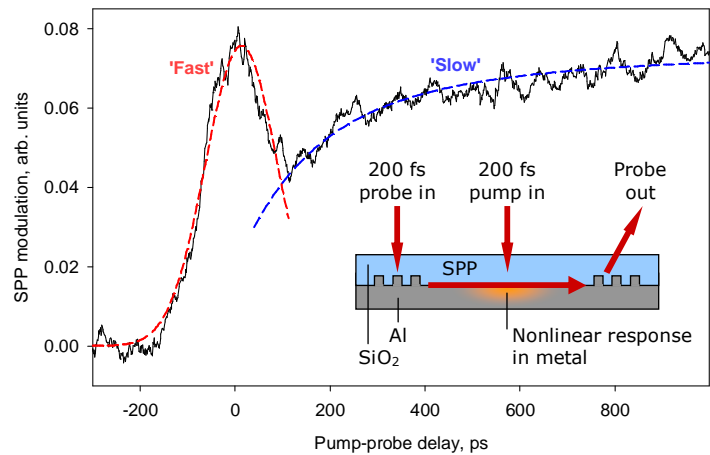 'Fast'
'Slow'
SPP modulation, arb. units
0.08
0.06
0.04
0.02
0.00
-200
0
200
400
600
800
Pump-probe delay, ps
200 fs
probe in
200 fs
pump in
Probe
out
SPP
Al
SiO₂
Nonlinear response
in metal